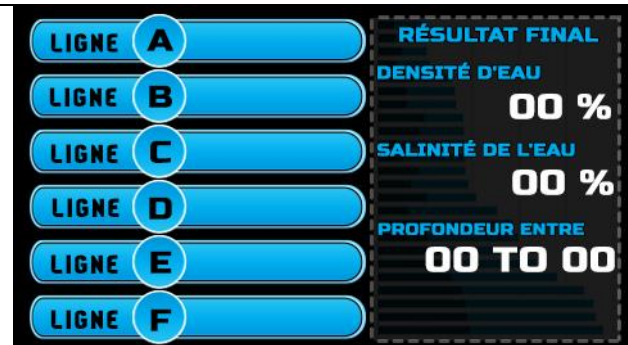 LIGNE A
LIGNE B
LIGNE C
LIGNE D
LIGNE E
LIGNE F
RÉSULTAT FINAL
DENSITÉ D'EAU
00 %
SALINITÉ DE L'EAU
00 %
PROFONDEUR ENTRE
00 TO 00